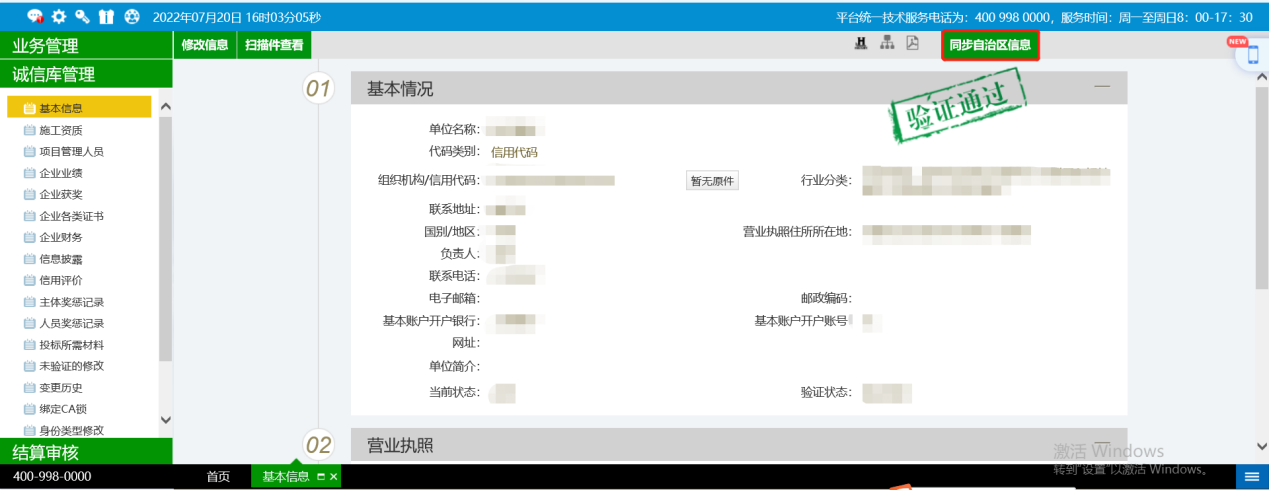 2022年07月20日 16时03分05秒
平台统一技术服务电话为：400 998 0000，服务时间：周一至周日8：00-17：30
业务管理
修改信息 扫描件查看
同步自治区信息
NEW
诚信库管理
01 基本情况
验证通过
基本信息
施工资质
项目管理人员
企业业绩
企业获奖
企业各类证书
企业财务
信息披露
信用评价
主体奖惩记录
人员奖惩记录
投标所需材料
未验证的修改
变更历史
绑定CA锁
身份类型修改
单位名称：
代码类别： 信用代码
组织机构/信用代码： 暂无原件 行业分类：
联系地址：
国别/地区： 营业执照住所所在地：
负责人：
联系电话：
电子邮箱： 邮政编码：
基本账户开户银行： 基本账户开户账号
网址：
单位简介：
当前状态： 验证状态：
02 营业执照
结算审核
激活 Windows
转到"设置"以激活 Windows。
400-998-0000 首页 基本信息